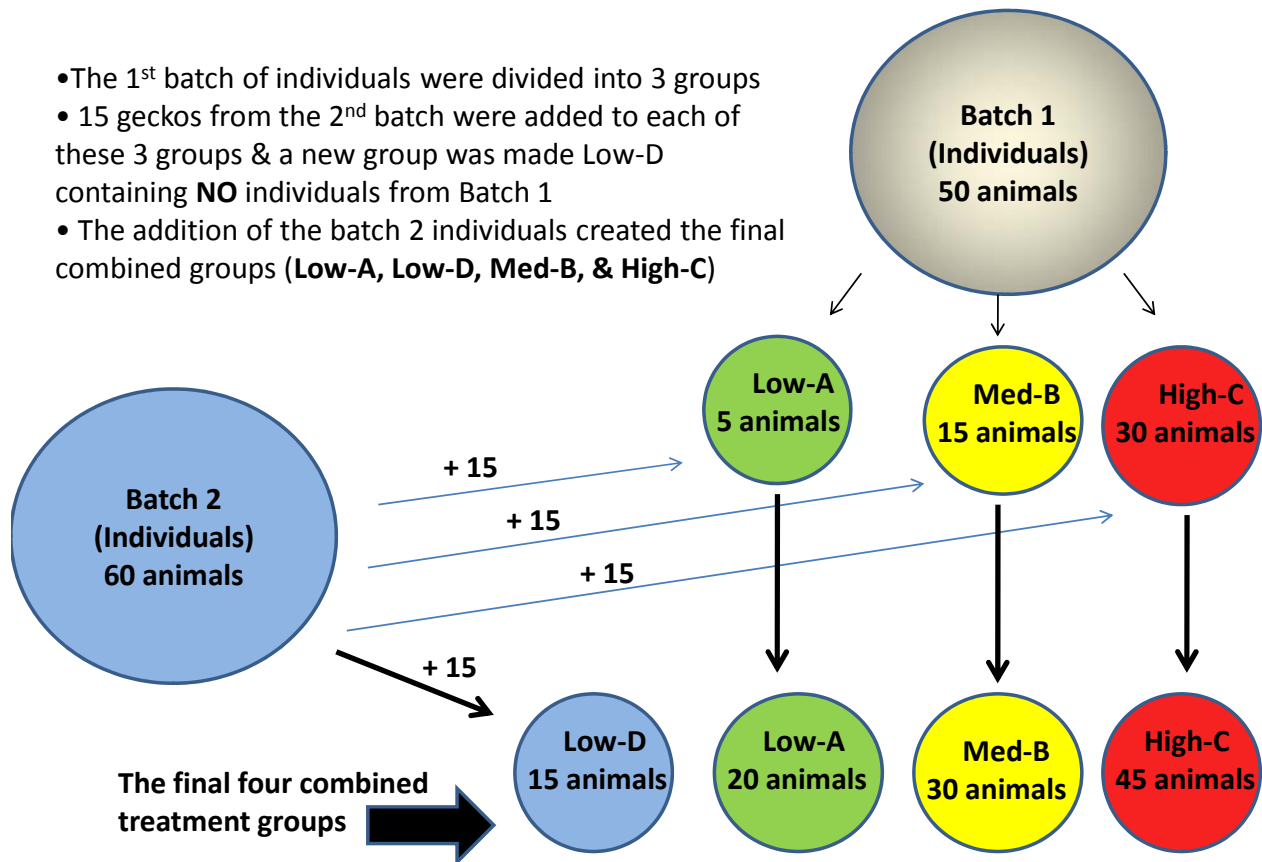 •The 1st batch of individuals were divided into 3 groups
• 15 geckos from the 2nd batch were added to each of
these 3 groups & a new group was made Low-D
containing NO individuals from Batch 1
• The addition of the batch 2 individuals created the final
combined groups (Low-A, Low-D, Med-B, & High-C)
Batch 1
(Individuals)
50 animals
Low-A
5 animals
Med-B
15 animals
High-C
30 animals
Batch 2
(Individuals)
60 animals
+ 15
+ 15
+ 15
+ 15
Low-D
15 animals
Low-A
20 animals
Med-B
30 animals
High-C
45 animals
The final four combined
treatment groups